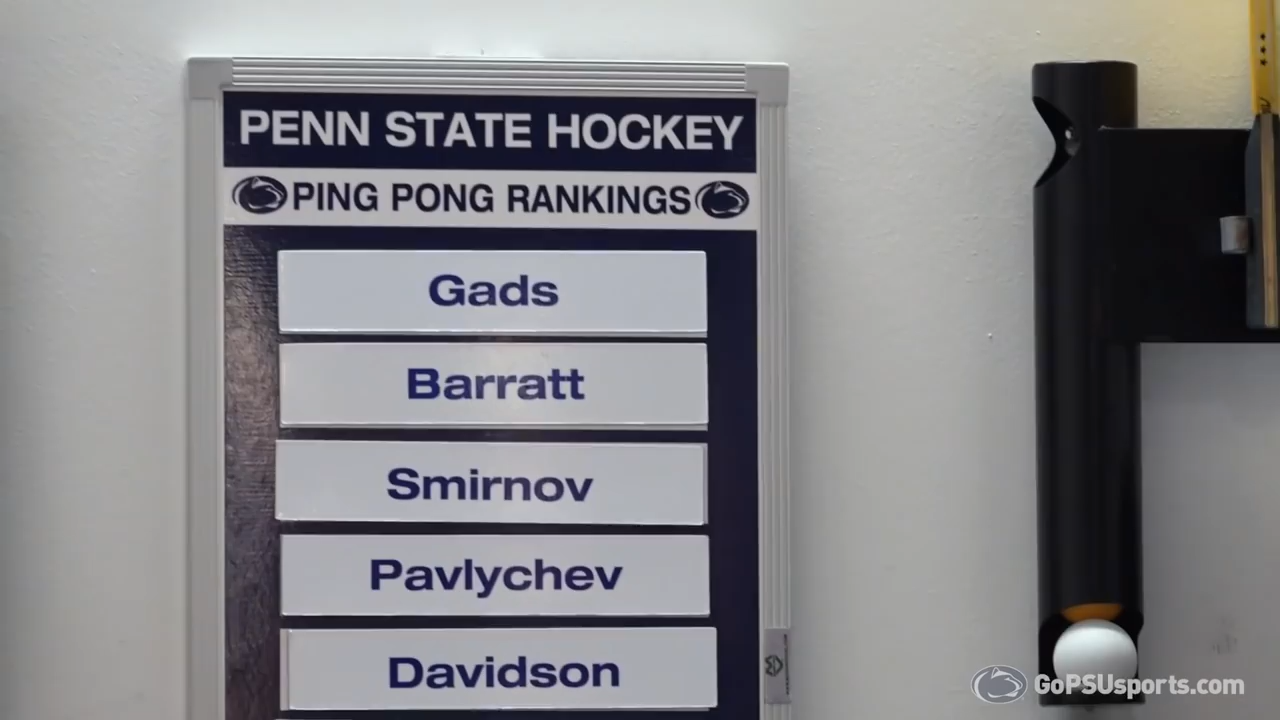 PENN STATE HOCKEY
PING PONG RANKINGS
Gads
Barratt
Smirnov
Pavlychev
Davidson
GoPSUsports.com